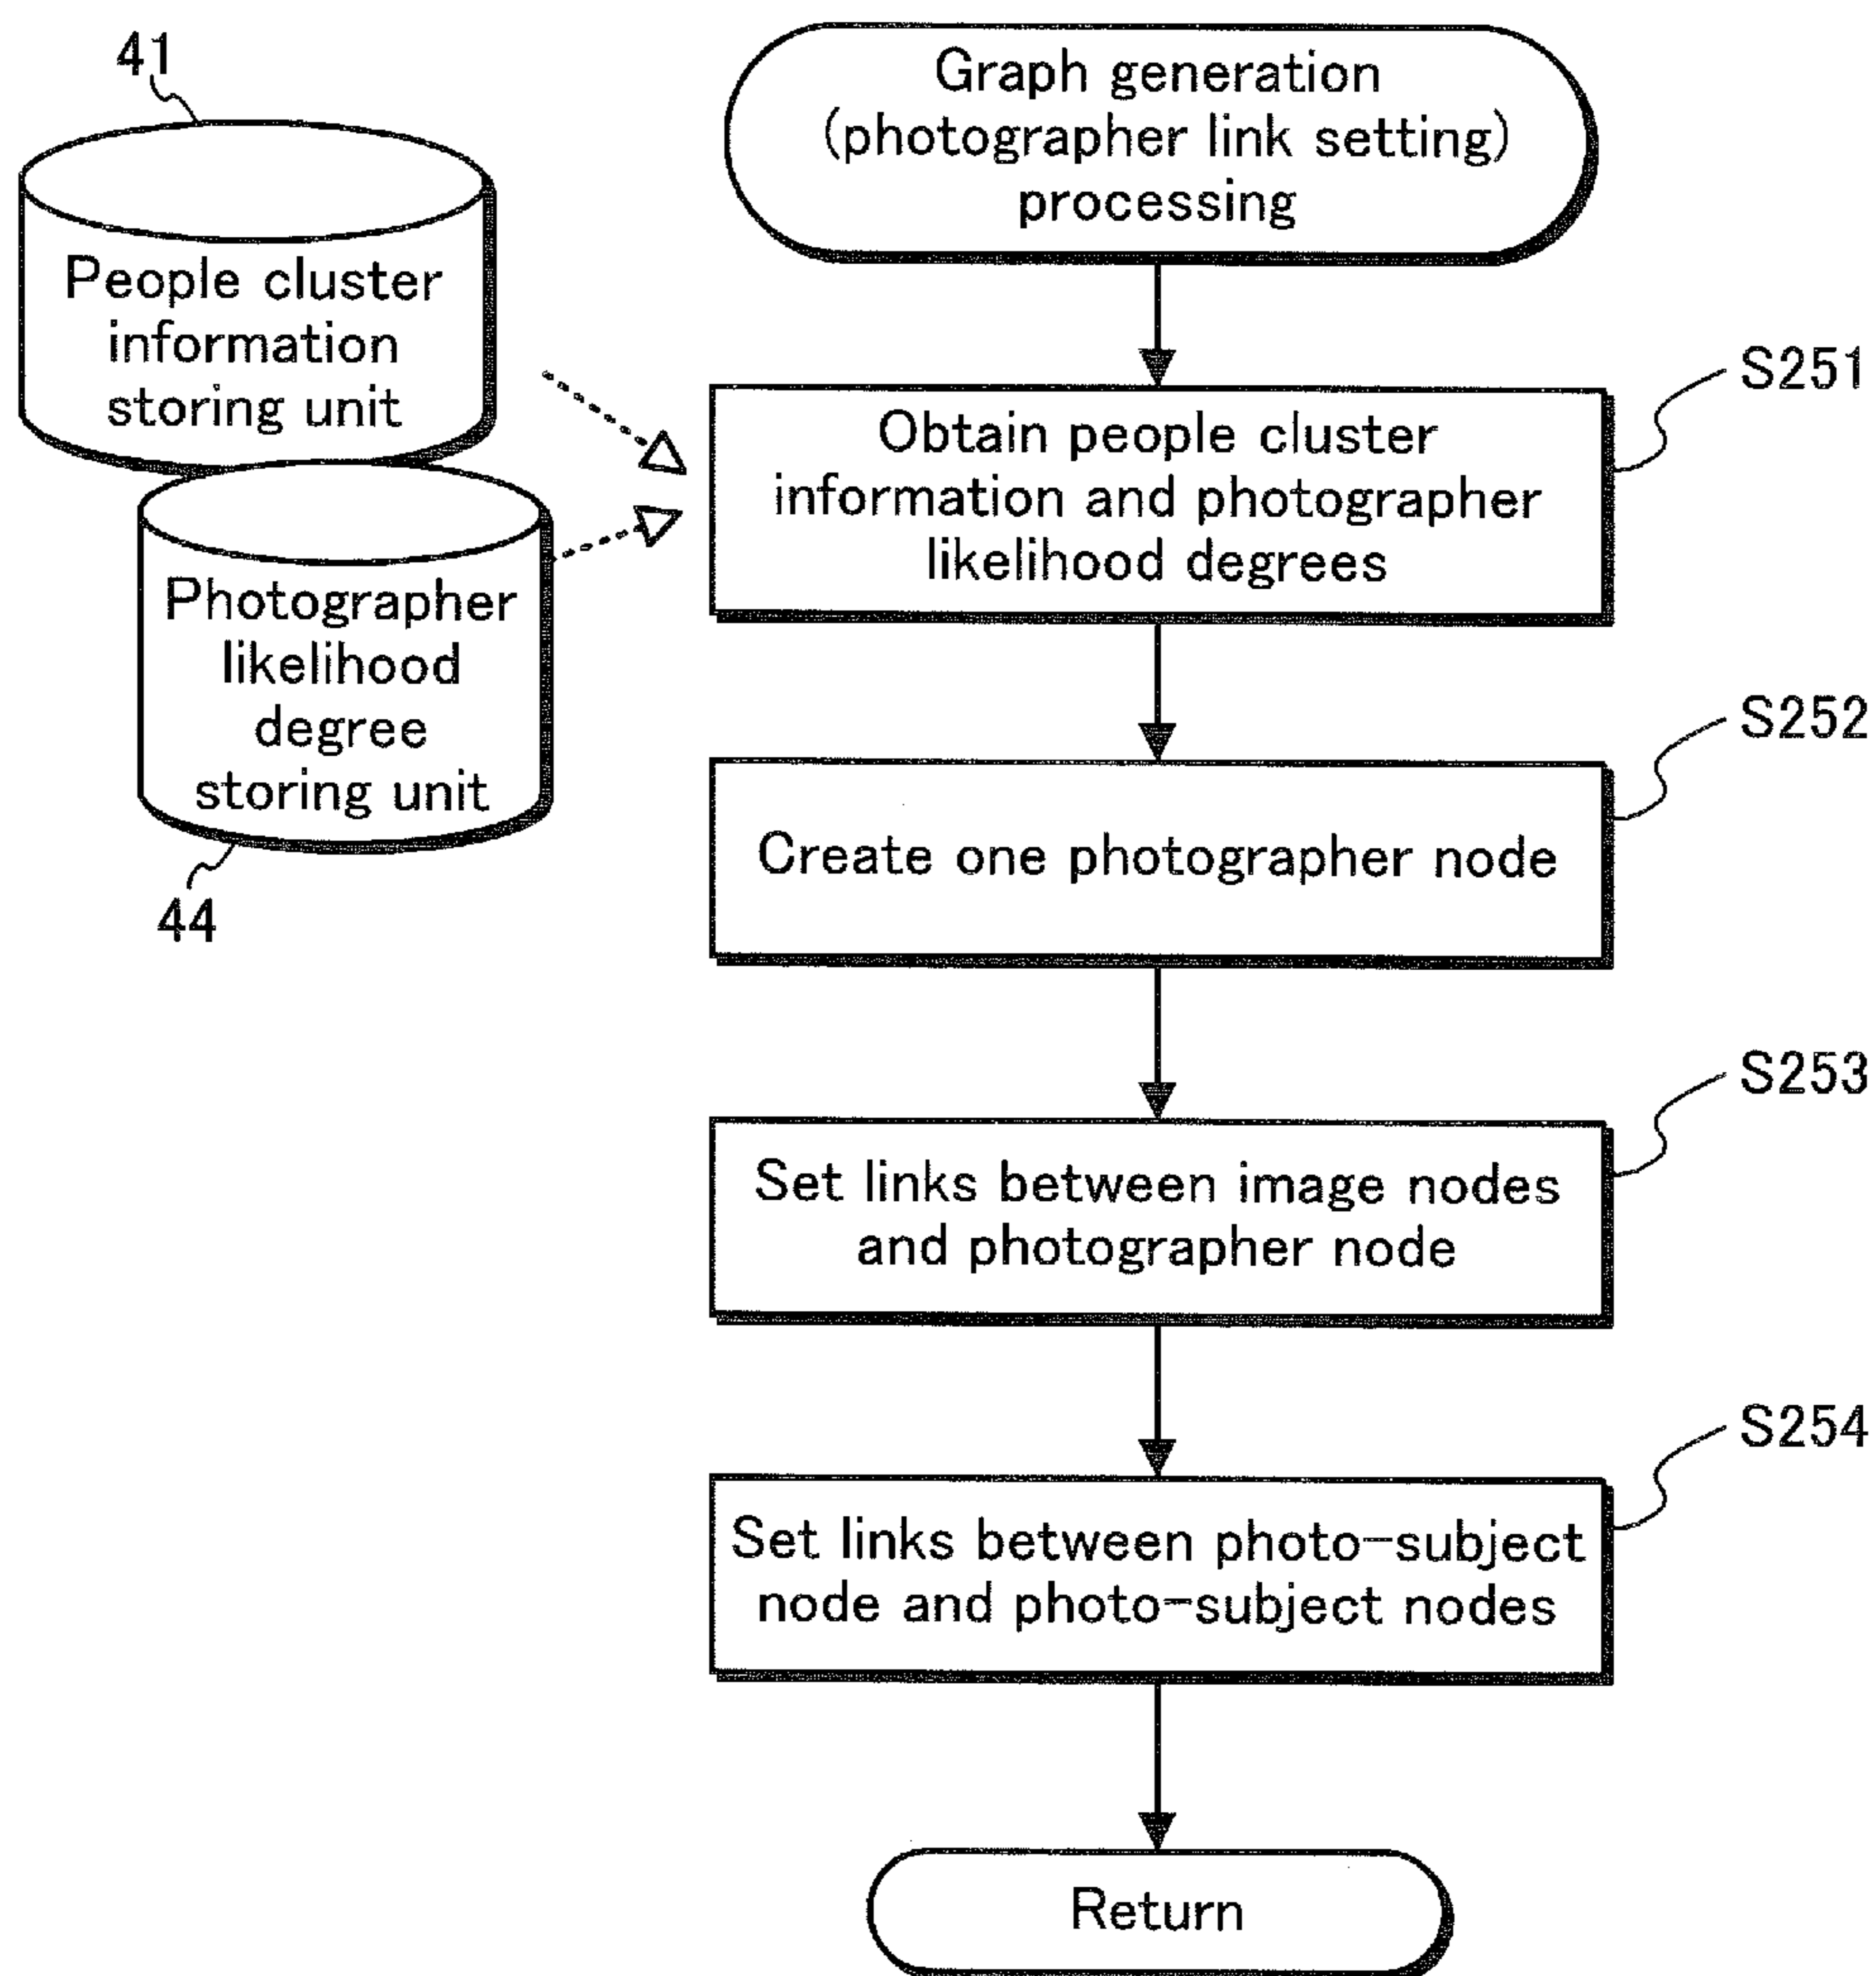 Graph generation
(photographer link setting)
processing
41
People cluster
information
storing unit
Photographer
likelihood
degree
storing unit
44
S251
Obtain people cluster
information and photographer
likelihood degrees
S252
Create one photographer node
S253
Set links between image nodes
and photographer node
S254
Set links between photo-subject
node and photo-subject nodes
Return